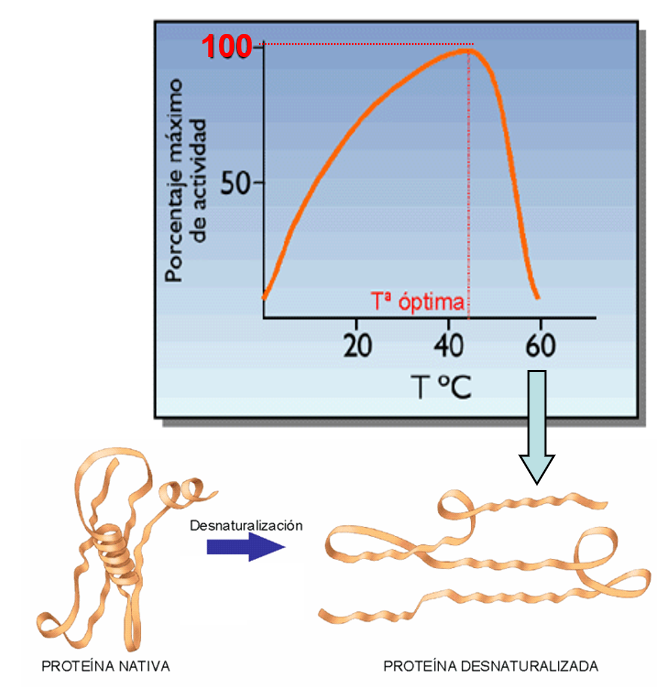 100
Porcentaje máximo
de actividad
50
Tª óptima
20
40
60
T ºC
Desnaturalización
PROTEÍNA NATIVA
PROTEÍNA DESNATURALIZADA